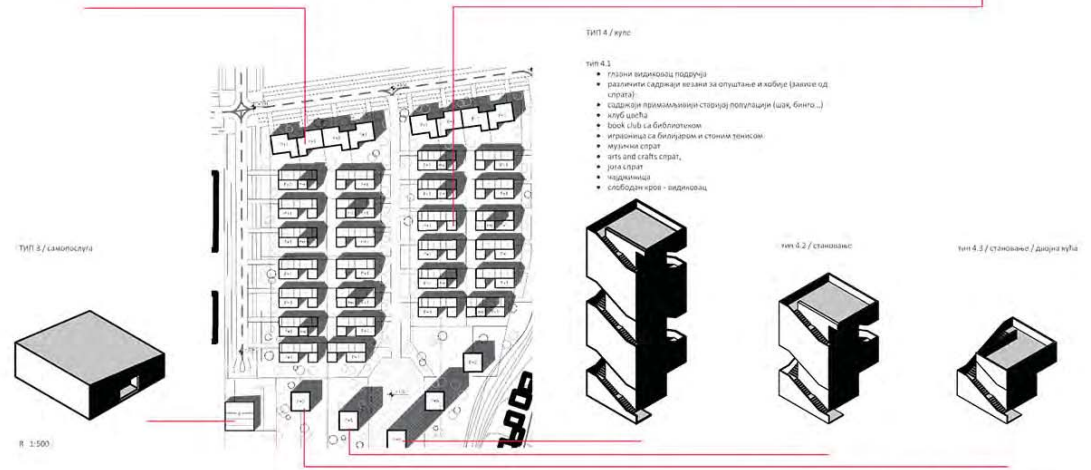 ТИП 4 / куле
тип 4.1
• главни видиковац подручја
• различити садржаји везани за опуштање и хобије (зависе од
спрата)
• садржаји примамљивији старијој популацији (шах, бинго...)
• клуб цвећа
• book club са библиотеком
• играоница са билијаром и стоним тенисом
• музички спрат
• arts and crafts спрат,
• јога спрат
• чајџиница
• слободан кров - видиковац
ТИП 3 / самопослуга
тип 4.2 / становање
тип 4.3 / становање / двојна кућа
R 1:500